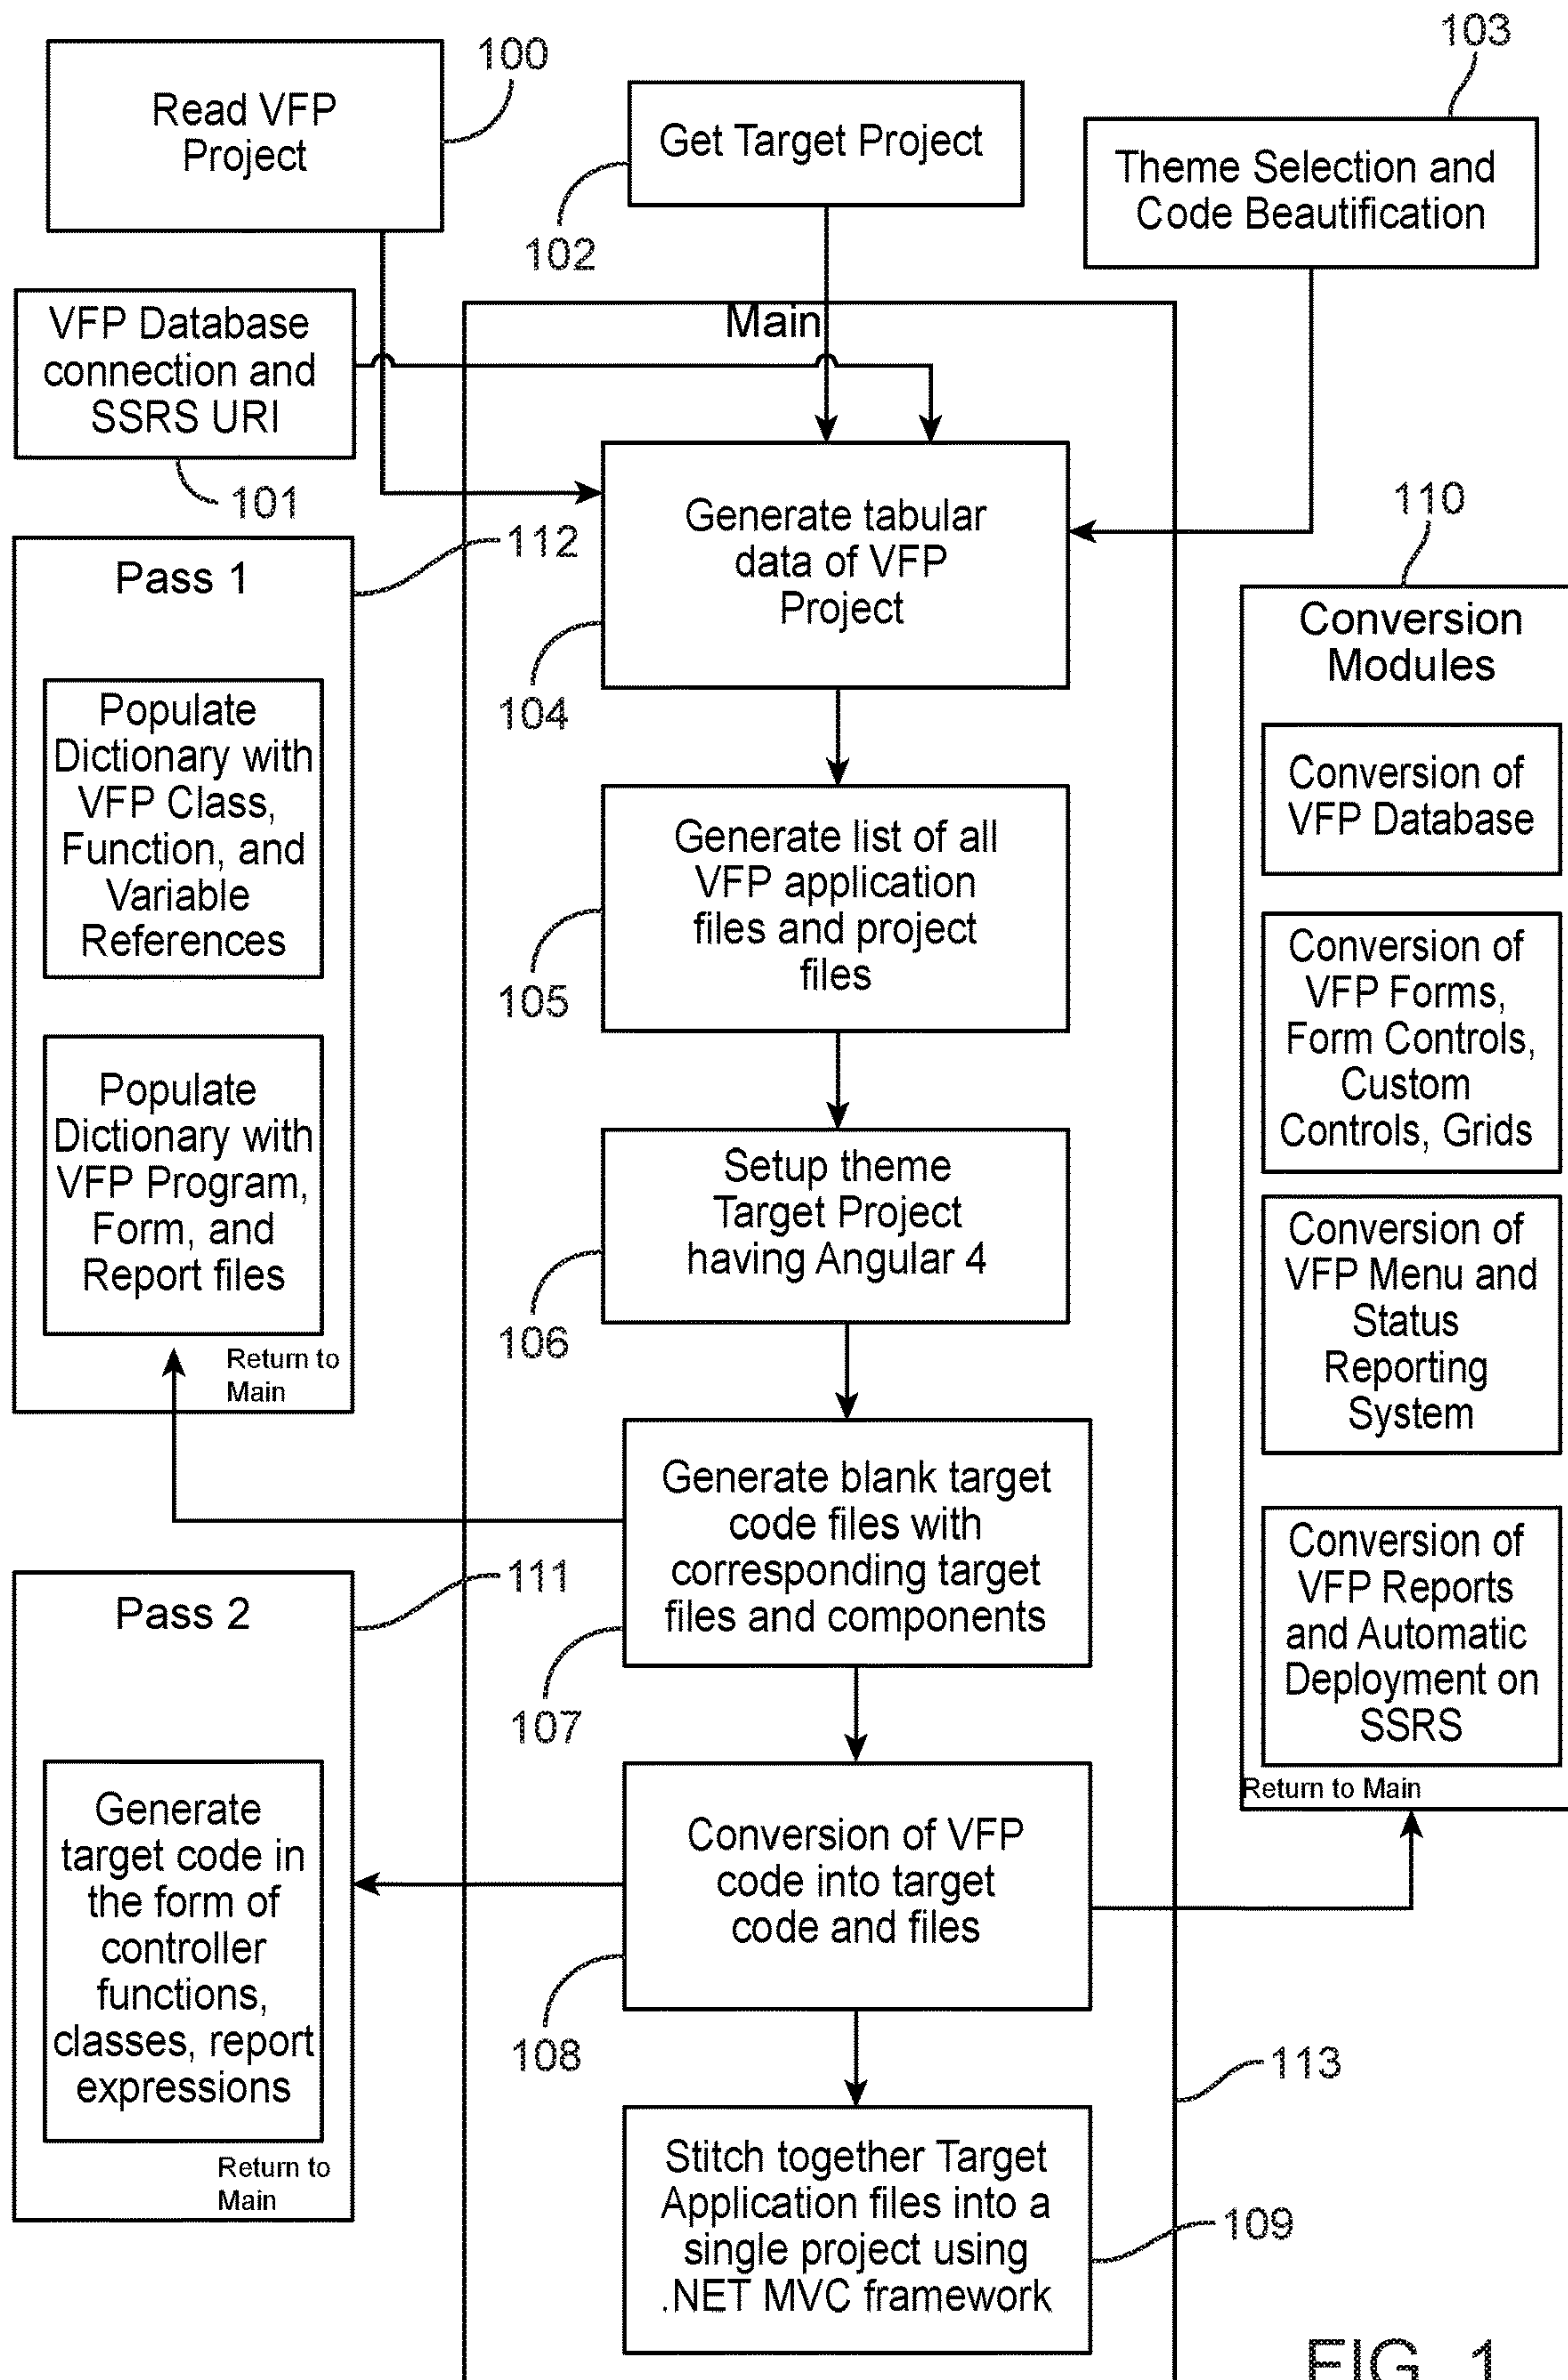 100
Read VFP
Project
Get Target Project
102
103
Theme Selection and
Code Beautification
VFP Database
connection and
SSRS URI
101
Main
Generate tabular
data of VFP
Project
104
112
Pass 1
Populate
Dictionary with
VFP Class,
Function, and
Variable
References
Populate
Dictionary with
VFP Program,
Form, and
Report files
Return to
Main
Generate list of all
VFP application
files and project
files
105
Setup theme
Target Project
having Angular 4
106
110
Conversion
Modules
Conversion of
VFP Database
Conversion of
VFP Forms,
Form Controls,
Custom
Controls, Grids
Conversion of
VFP Menu and
Status
Reporting
System
Conversion of
VFP Reports
and Automatic
Deployment on
SSRS
Return to Main
Generate blank target
code files with
corresponding target
files and components
107
111
Pass 2
Generate
target code in
the form of
controller
functions,
classes, report
expressions
Return to
Main
Conversion of VFP
code into target
code and files
108
113
Stitch together Target
Application files into a
single project using
.NET MVC framework
109
FIG. 1